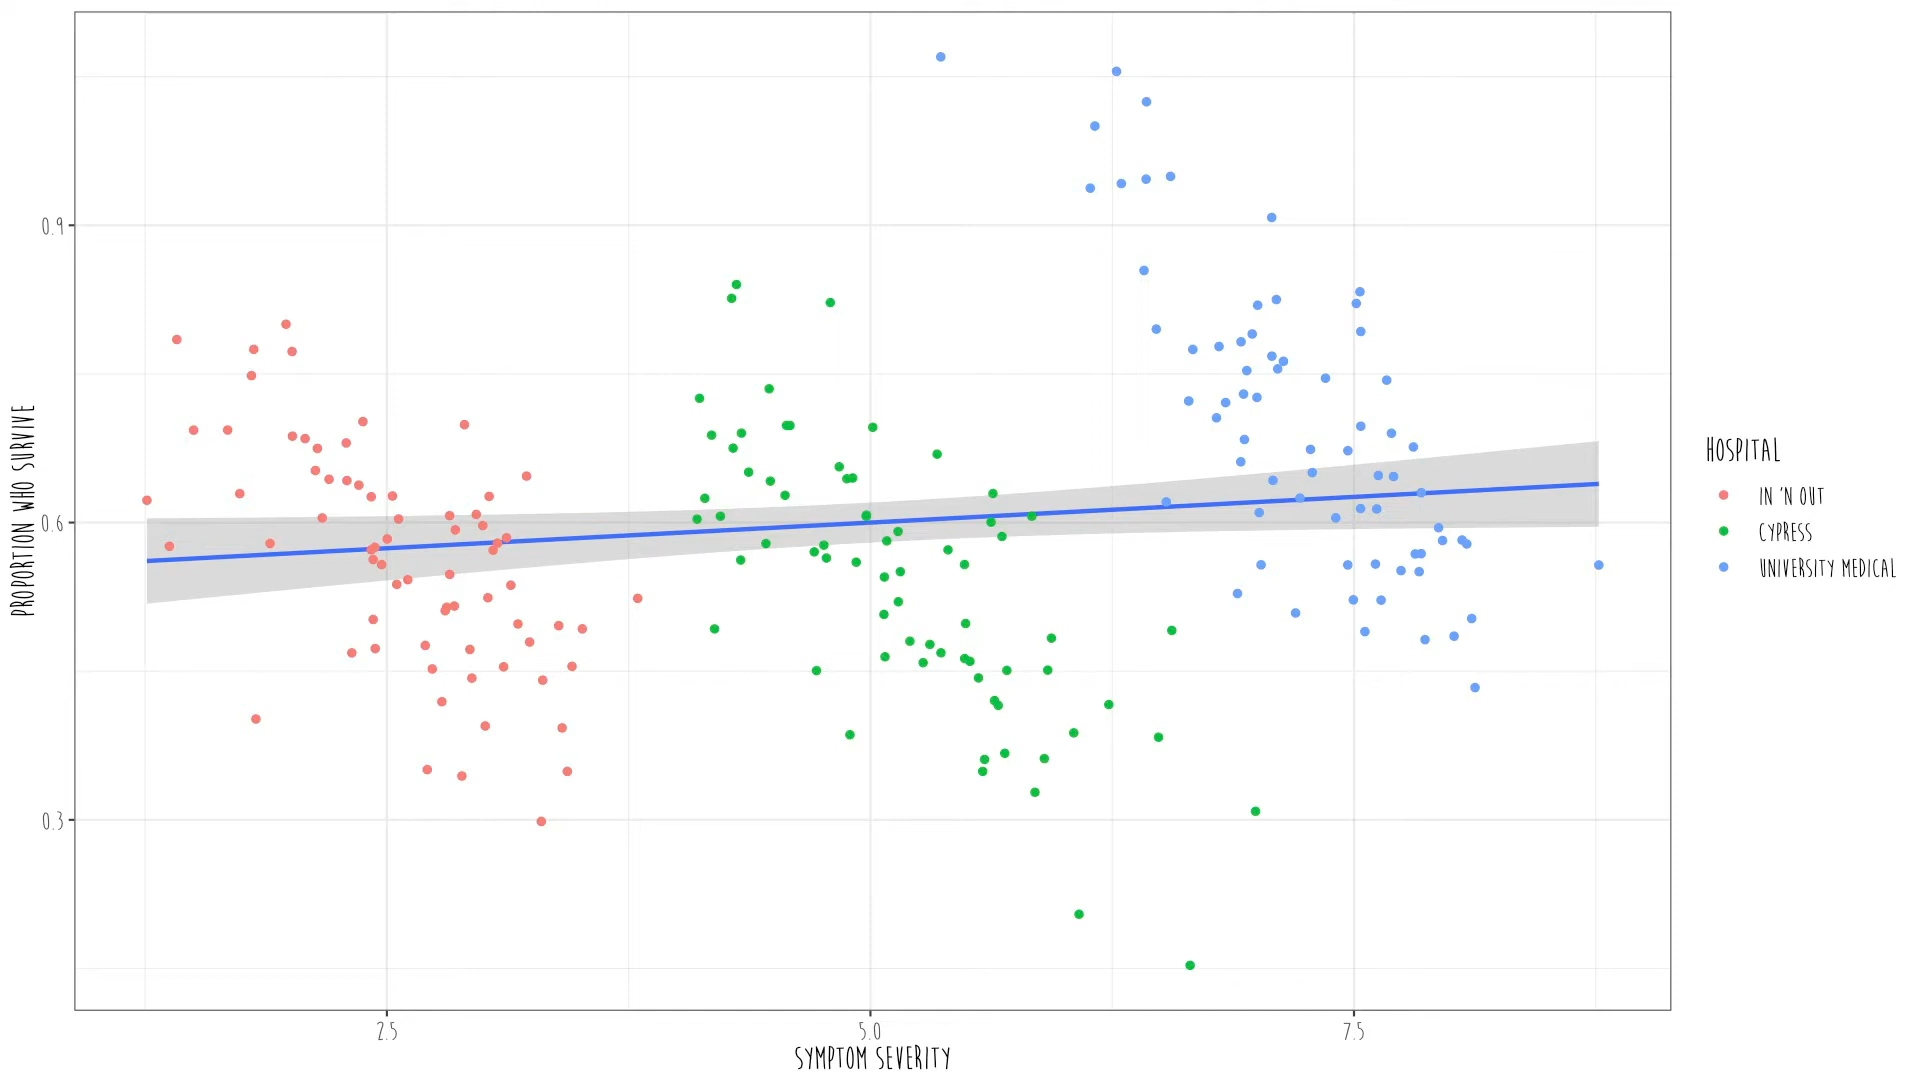 PROPORTION WHO SURVIVE
0.9
0.6
0.3
2.5
5.0
7.5
SYMPTOM SEVERITY
HOSPITAL
IN 'N OUT
CYPRESS
UNIVERSITY MEDICAL